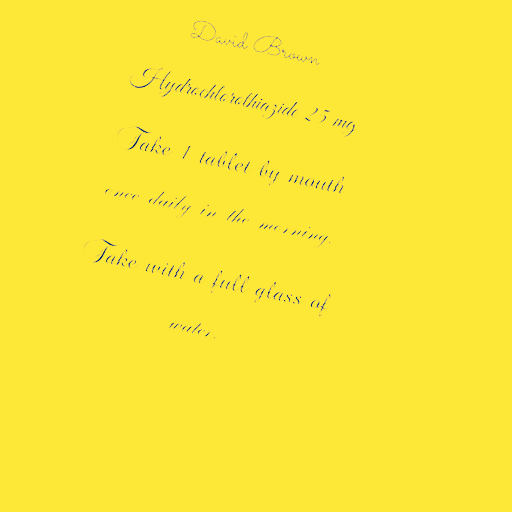 David Brown
Hydrochlorothiazide 25 mg
Take 1 tablet by mouth
once daily in the morning.
Take with a full glass of
water.